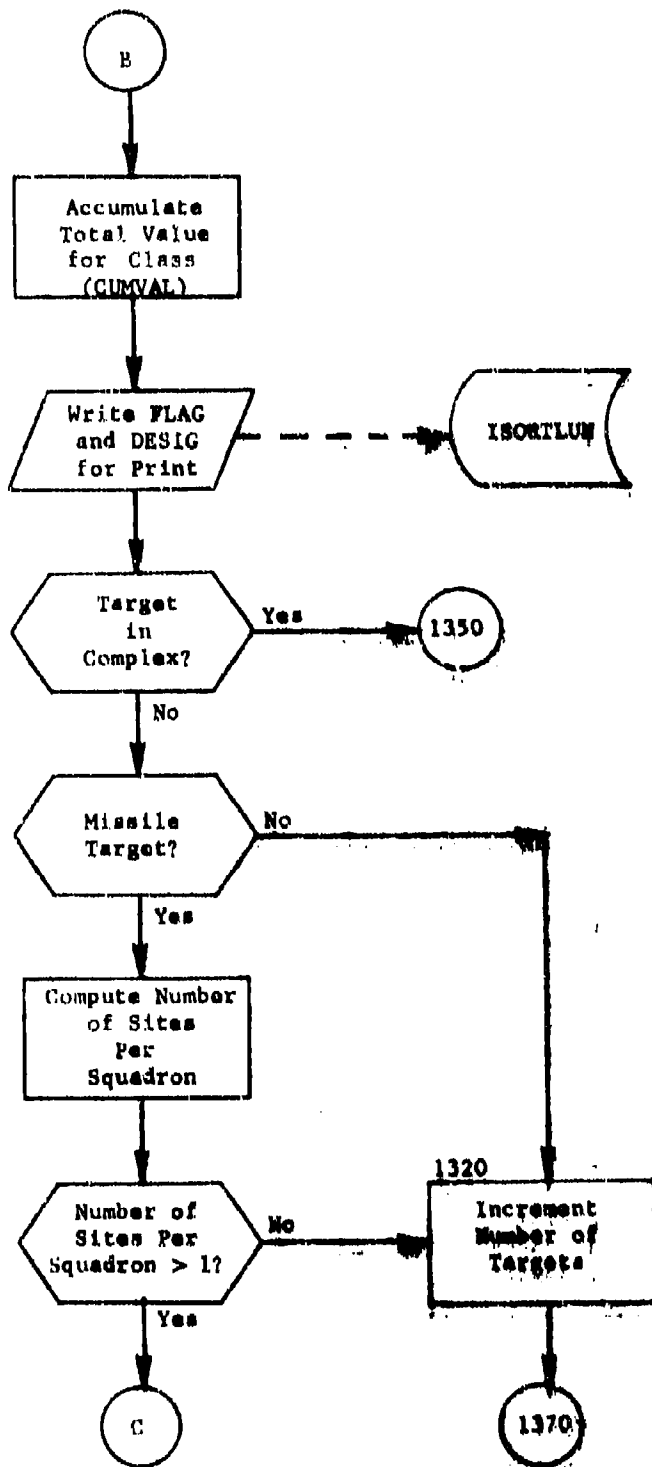 B
Accumulate
Total Value
for Class
(CUMVAL)
Write FLAG
and DESIG
for Print
ISORTLUN
Target
in
Complex?
Yes
1350
No
Missile
Target?
No
Yes
Compute Number
of Sites
Per
Squadron
1320
Number of
Sites Per
Squadron > 1?
No
Increment
Number of
Targets
Yes
C
1370